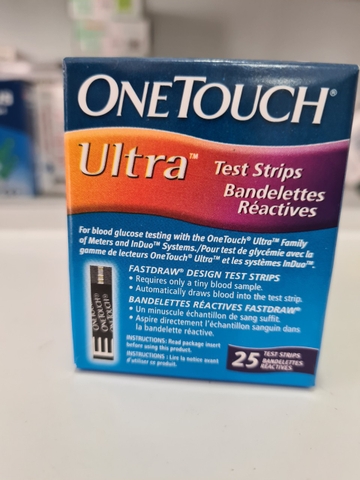 ONETOUCH®
Ultra™
Test Strips
Bandelettes
Réactives
For blood glucose testing with the OneTouch® Ultra™ Family
of Meters and InDuo™ Systems./Pour test de glycémie avec la
gamme de lecteurs OneTouch® Ultra™ et les systèmes InDuo™.
FASTDRAW® DESIGN TEST STRIPS
• Requires only a tiny blood sample.
• Automatically draws blood into the test strip.
BANDELETTES RÉACTIVES FASTDRAW®
• Un minuscule échantillon de sang suffit.
• Aspire directement l'échantillon sanguin dans
la bandelette réactive.
INSTRUCTIONS: Read package insert
before using this product.
INSTRUCTIONS : Lire la notice avant
d'utiliser ce produit.
25 TEST STRIPS
BANDELETTES
RÉACTIVES
ONETOUCH®